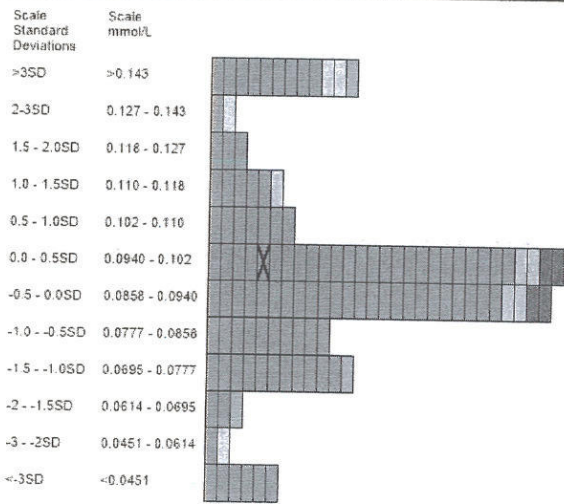 Scale Scale
Standard mmol/L
Deviations
>3SD >0.143
2-3SD 0.127 - 0.143
1.5 - 2.0SD 0.118 - 0.127
1.0 - 1.5SD 0.110 - 0.118
0.5 - 1.0SD 0.102 - 0.110
0.0 - 0.5SD 0.0940 - 0.102
X
-0.5 - 0.0SD 0.0858 - 0.0940
-1.0 - -0.5SD 0.0777 - 0.0858
-1.5 - -1.0SD 0.0695 - 0.0777
-2 - -1.5SD 0.0614 - 0.0695
-3 - -2SD 0.0451 - 0.0614
<-3SD <0.0451